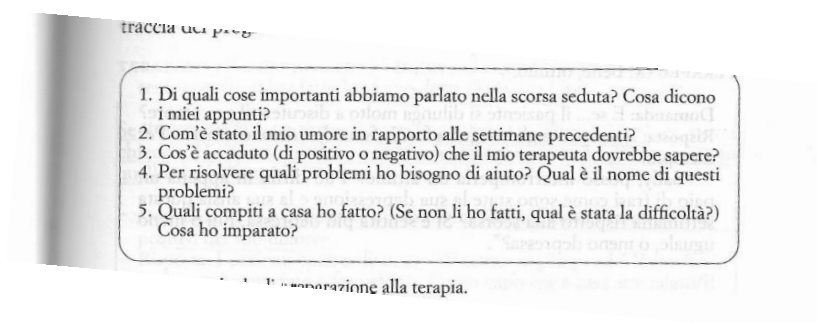 traccia dei
1. Di quali cose importanti abbiamo parlato nella scorsa seduta? Cosa dicono
i miei appunti?
2. Com'è stato il mio umore in rapporto alle settimane precedenti?
3. Cos'è accaduto (di positivo o negativo) che il mio terapeuta dovrebbe sapere?
4. Per risolvere quali problemi ho bisogno di aiuto? Qual è il nome di questi
problemi?
5. Quali compiti a casa ho fatto? (Se non li ho fatti, qual è stata la difficoltà?)
Cosa ho imparato?
alla terapia.